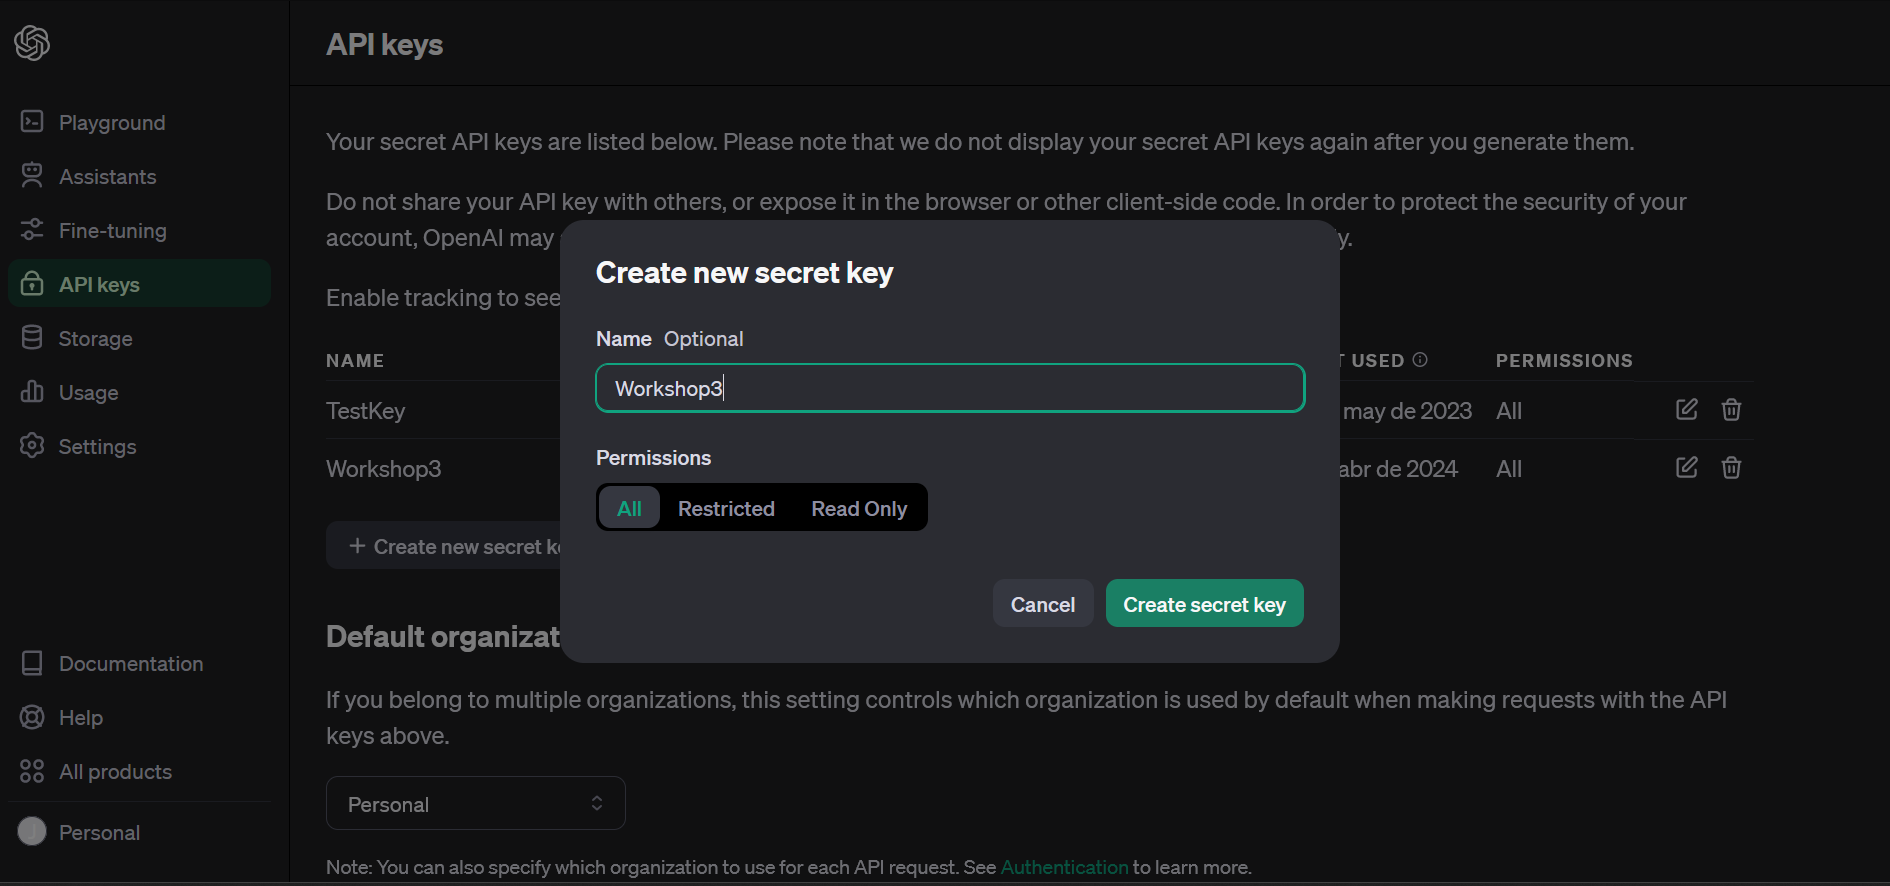 API keys
Playground
Assistants
Fine-tuning
API keys
Storage
Usage
Settings
Documentation
Help
All products
Personal
Your secret API keys are listed below. Please note that we do not display your secret API keys again after you generate them.
Do not share your API key with others, or expose it in the browser or other client-side code. In order to protect the security of your
account, OpenAI may
Enable tracking to see
NAME USED PERMISSIONS
TestKey may de 2023 All
Workshop3 abr de 2024 All
+ Create new secret
Create new secret key
Name Optional
Workshop3
Permissions
All Restricted Read Only
Cancel Create secret key
Default
If you belong to multiple organizations, this setting controls which organization is used by default when making requests with the API
keys above.
Personal
Note: You can also specify which organization to use for each API request. See Authentication to learn more.